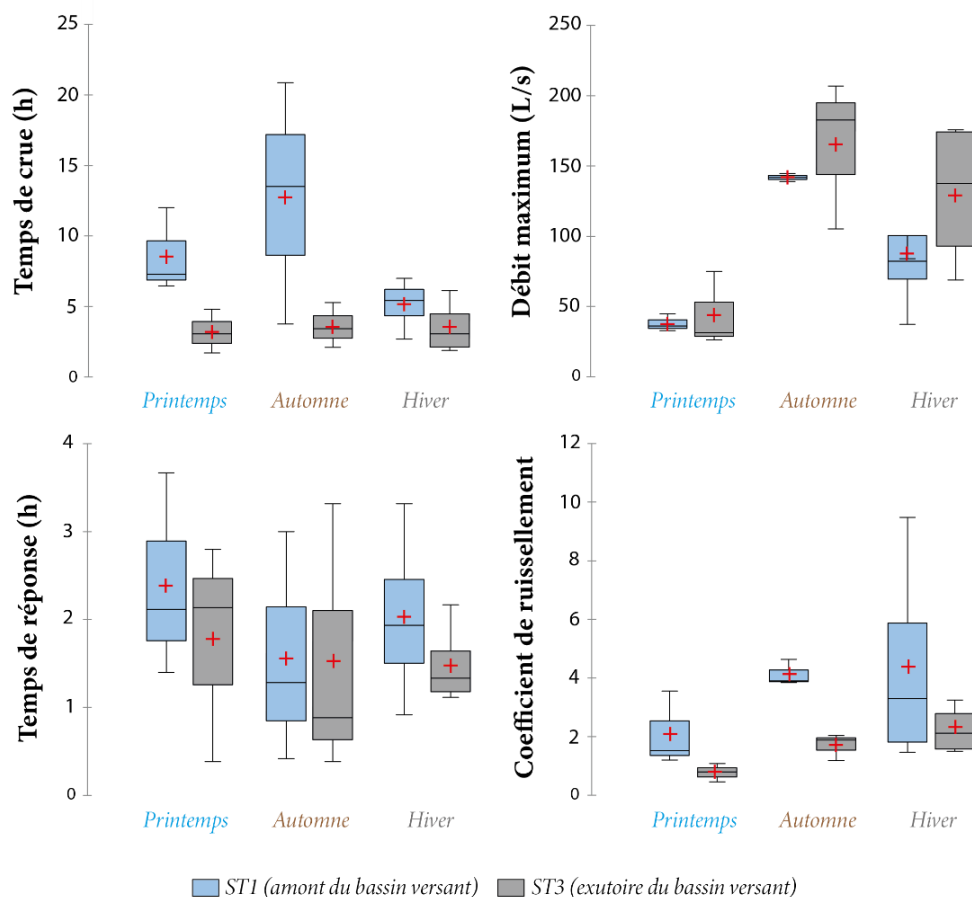 Temps de crue (h)
25
20
15
10
5
0
Printemps Automne Hiver
Débit maximum (L/s)
250
200
150
100
50
0
Printemps Automne Hiver
Temps de réponse (h)
4
3
2
1
0
Printemps Automne Hiver
Coefficient de ruissellement
12
10
8
6
4
2
0
Printemps Automne Hiver
ST1 (amont du bassin versant) ST3 (exutoire du bassin versant)